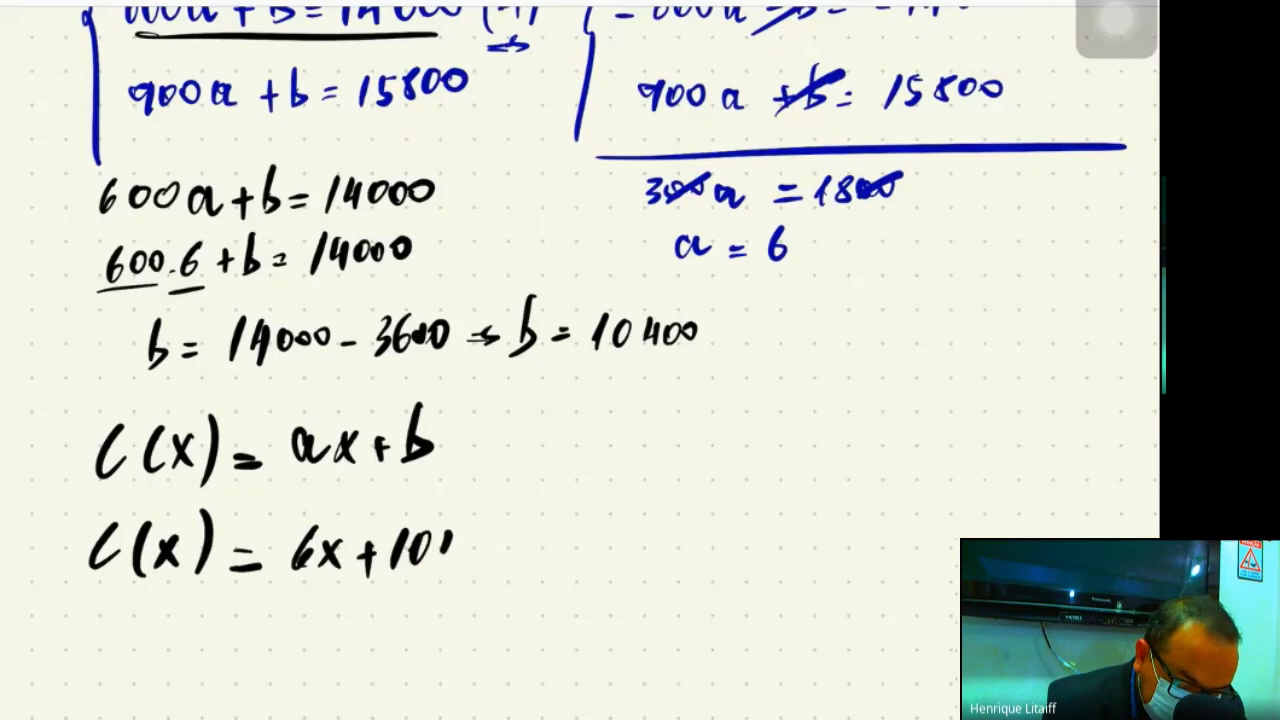 900a + b = 15800
900a + b = 15800
600a + b = 14000
300a = 1800
600.6 + b = 14000
a = 6
b = 14000 - 3600 → b = 10400
C(x) = ax + b
C(x) = 6x + 10
Henrique Litaiff